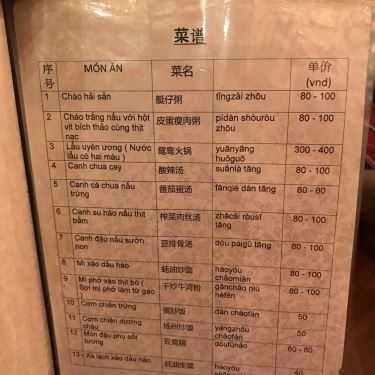 菜谱
序号 MÓN ĂN 菜名 单价 (vnd)
1 Cháo hải sản 艇仔粥 tǐngzǎi zhōu 80 - 100
2 Cháo trắng nấu với hột vịt bích thảo cùng thịt nạc 皮蛋瘦肉粥 pídàn shòuròu zhōu 80 - 100
3 Lẩu uyên ương ( Nước lẩu có hai màu ) 鸳鸯火锅 yuānyāng huǒguō 300 - 400
4 Canh chua cay 酸辣汤 suānlà tāng 80 - 100
5 Canh cà chua nấu trứng 番茄蛋汤 fānqié dàn tāng 60 - 80
6 Canh su hào nấu thịt bằm 榨菜肉丝汤 zhàcài ròusī tāng 80 - 100
7 Canh đậu nấu sườn non 豆排骨汤 dòu páigǔ tāng 80 - 100
8 Mì xào dầu hào 蚝油炒面 háoyóu chǎomiàn 80 - 100
9 Mì phở xào thịt bò ( Sợi mì phở làm từ gạo 干炒牛河粉 gānchǎo niú héfěn 80 - 100
10 Cơm chiên trứng 蛋炒饭 dàn chǎofàn 50
11 Cơm chiên dương châu 扬州炒饭 yángzhōu chǎofàn 50
12 Món đậu phụ sốt tương 60 - 80
13 Xà lách xào dầu hào 蚝油生菜 háoyóu 40